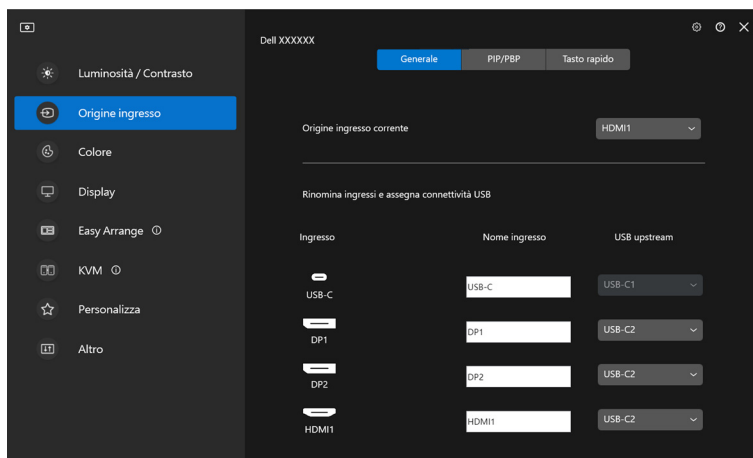 Dell XXXXXX
Generale PIP/PBP Tasto rapido
Luminosità / Contrasto
Origine ingresso
Colore
Display
Easy Arrange
KVM
Personalizza
Altro
Origine ingresso corrente HDMI1
Rinomina ingressi e assegna connettività USB
Ingresso Nome ingresso USB upstream
USB-C USB-C USB-C1
DP1 DP1 USB-C2
DP2 DP2 USB-C2
HDMI1 HDMI1 USB-C2